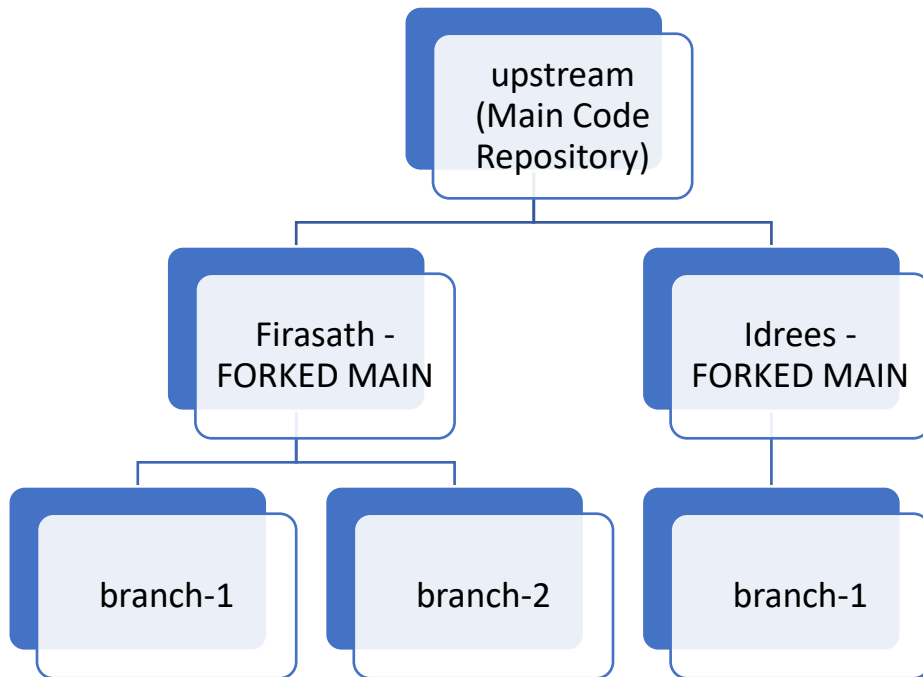 upstream
(Main Code
Repository)
Firasath -
FORKED MAIN
Idrees -
FORKED MAIN
branch-1
branch-2
branch-1